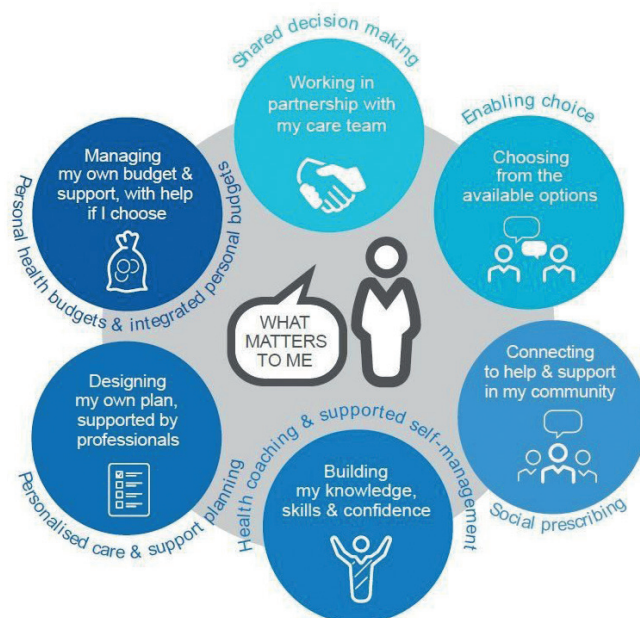 Shared decision making
Working in
partnership with
my care team
Enabling choice
Choosing
from the
available options
Connecting
to help & support
in my community
Social prescribing
Health coaching & supported self-management
Building
my knowledge,
skills & confidence
Designing
my own plan,
supported by
professionals
Personalised care & support planning
Managing
my own budget &
support, with help
if I choose
Personal health budgets & integrated personal budgets
WHAT
MATTERS
TO ME